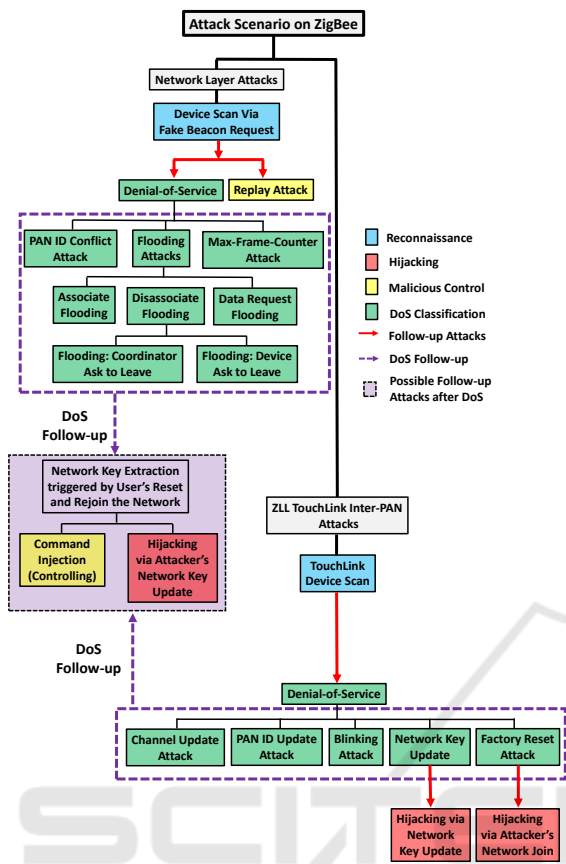 Attack Scenario on ZigBee
Network Layer Attacks
Device Scan Via
Fake Beacon Request
Denial-of-Service
Replay Attack
PAN ID Conflict
Attack
Flooding
Attacks
Max-Frame-Counter
Attack
Associate
Flooding
Disassociate
Flooding
Data Request
Flooding
Flooding: Coordinator
Ask to Leave
Flooding: Device
Ask to Leave
Reconnaissance
Hijacking
Malicious Control
DoS Classification
Follow-up Attacks
DoS Follow-up
Possible Follow-up
Attacks after DoS
DoS
Follow-up
Network Key Extraction
triggered by User's Reset
and Rejoin the Network
Command
Injection
(Controlling)
Hijacking
via Attacker's
Network Key
Update
ZLL TouchLink Inter-PAN
Attacks
TouchLink
Device Scan
DoS
Follow-up
Denial-of-Service
Channel Update
Attack
PAN ID Update
Attack
Blinking
Attack
Network Key
Update
Factory Reset
Attack
Hijacking via
Network
Key Update
Hijacking
via Attacker's
Network Join
SCITE